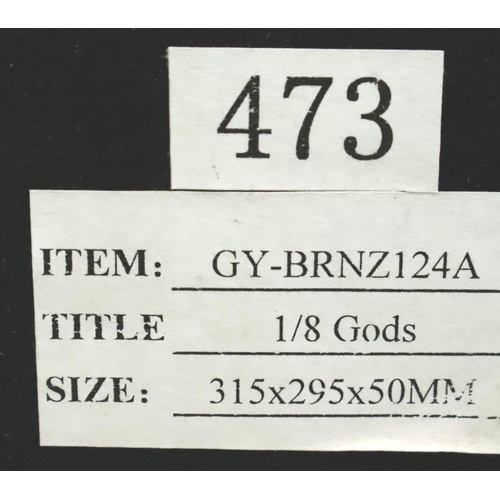 473
ITEM: GY-BRNZ124A
TITLE 1/8 Gods
SIZE: 315x295x50MM